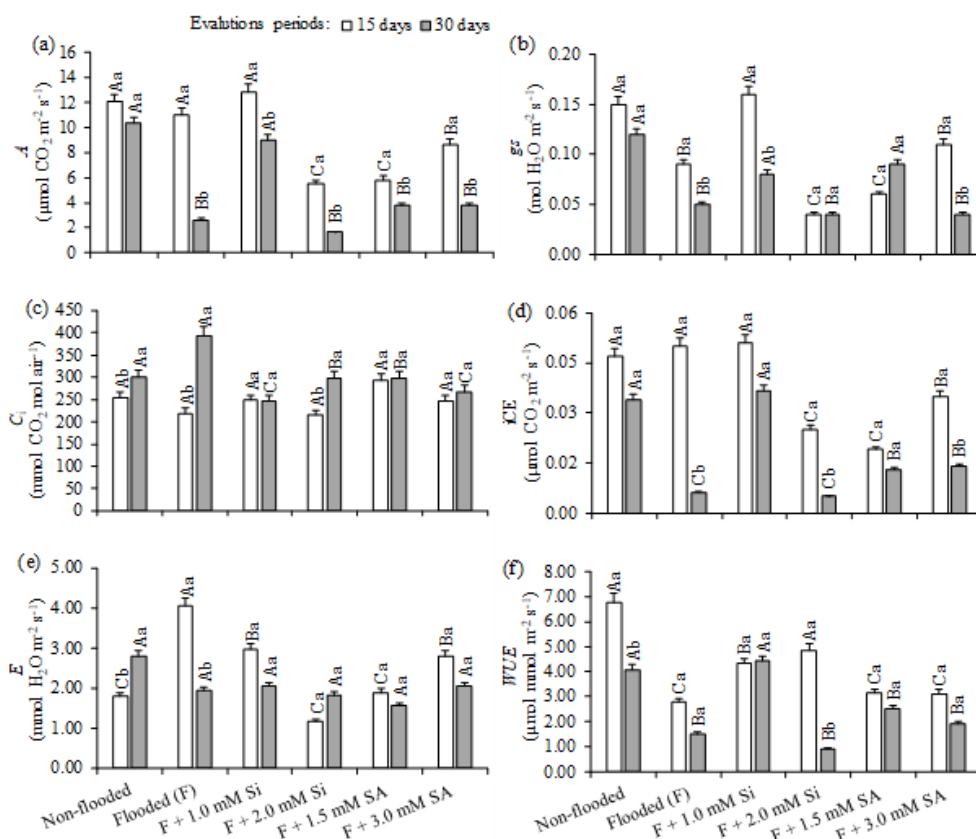 Evalutions periods: 15 days 30 days
(a)
A
(µmol CO2 m-2 s-1)
16
14
12
10
8
6
4
2
0
Aa Aa Aa Bb Aa Ab Ca Bb Ca Bb Ba Bb
(b)
gs
(mol H2O m-2 s-1)
0.20
0.15
0.10
0.05
0.00
Aa Aa Ba Bb Aa Ab Ca Ba Ca Aa Ba Bb
(c)
Ci
(mmol CO2 mol air-1)
450
400
350
300
250
200
150
100
50
0
Ab Aa Ab Aa Aa Ca Ab Ba Aa Ba Aa Ca
(d)
iCE
(µmol CO2 m-2 s-1)
0.06
0.05
0.03
0.02
0.00
Aa Aa Aa Cb Aa Aa Ca Cb Ca Ba Ba Bb
(e)
E
(mmol H2O m-2 s-1)
5.00
4.00
3.00
2.00
1.00
0.00
Cb Aa Aa Ab Ba Aa Ca Aa Ca Aa Ba Aa
Non-flooded
Flooded (F)
F + 1.0 mM Si
F + 2.0 mM Si
F + 1.5 mM SA
F + 3.0 mM SA
(f)
WUE
(µmol mmol m-2 s-1)
8.00
7.00
6.00
5.00
4.00
3.00
2.00
1.00
0.00
Aa Ab Ca Ba Ba Aa Aa Bb Ca Ba Ca Ba
Non-flooded
Flooded (F)
F + 1.0 mM Si
F + 2.0 mM Si
F + 1.5 mM SA
F + 3.0 mM SA